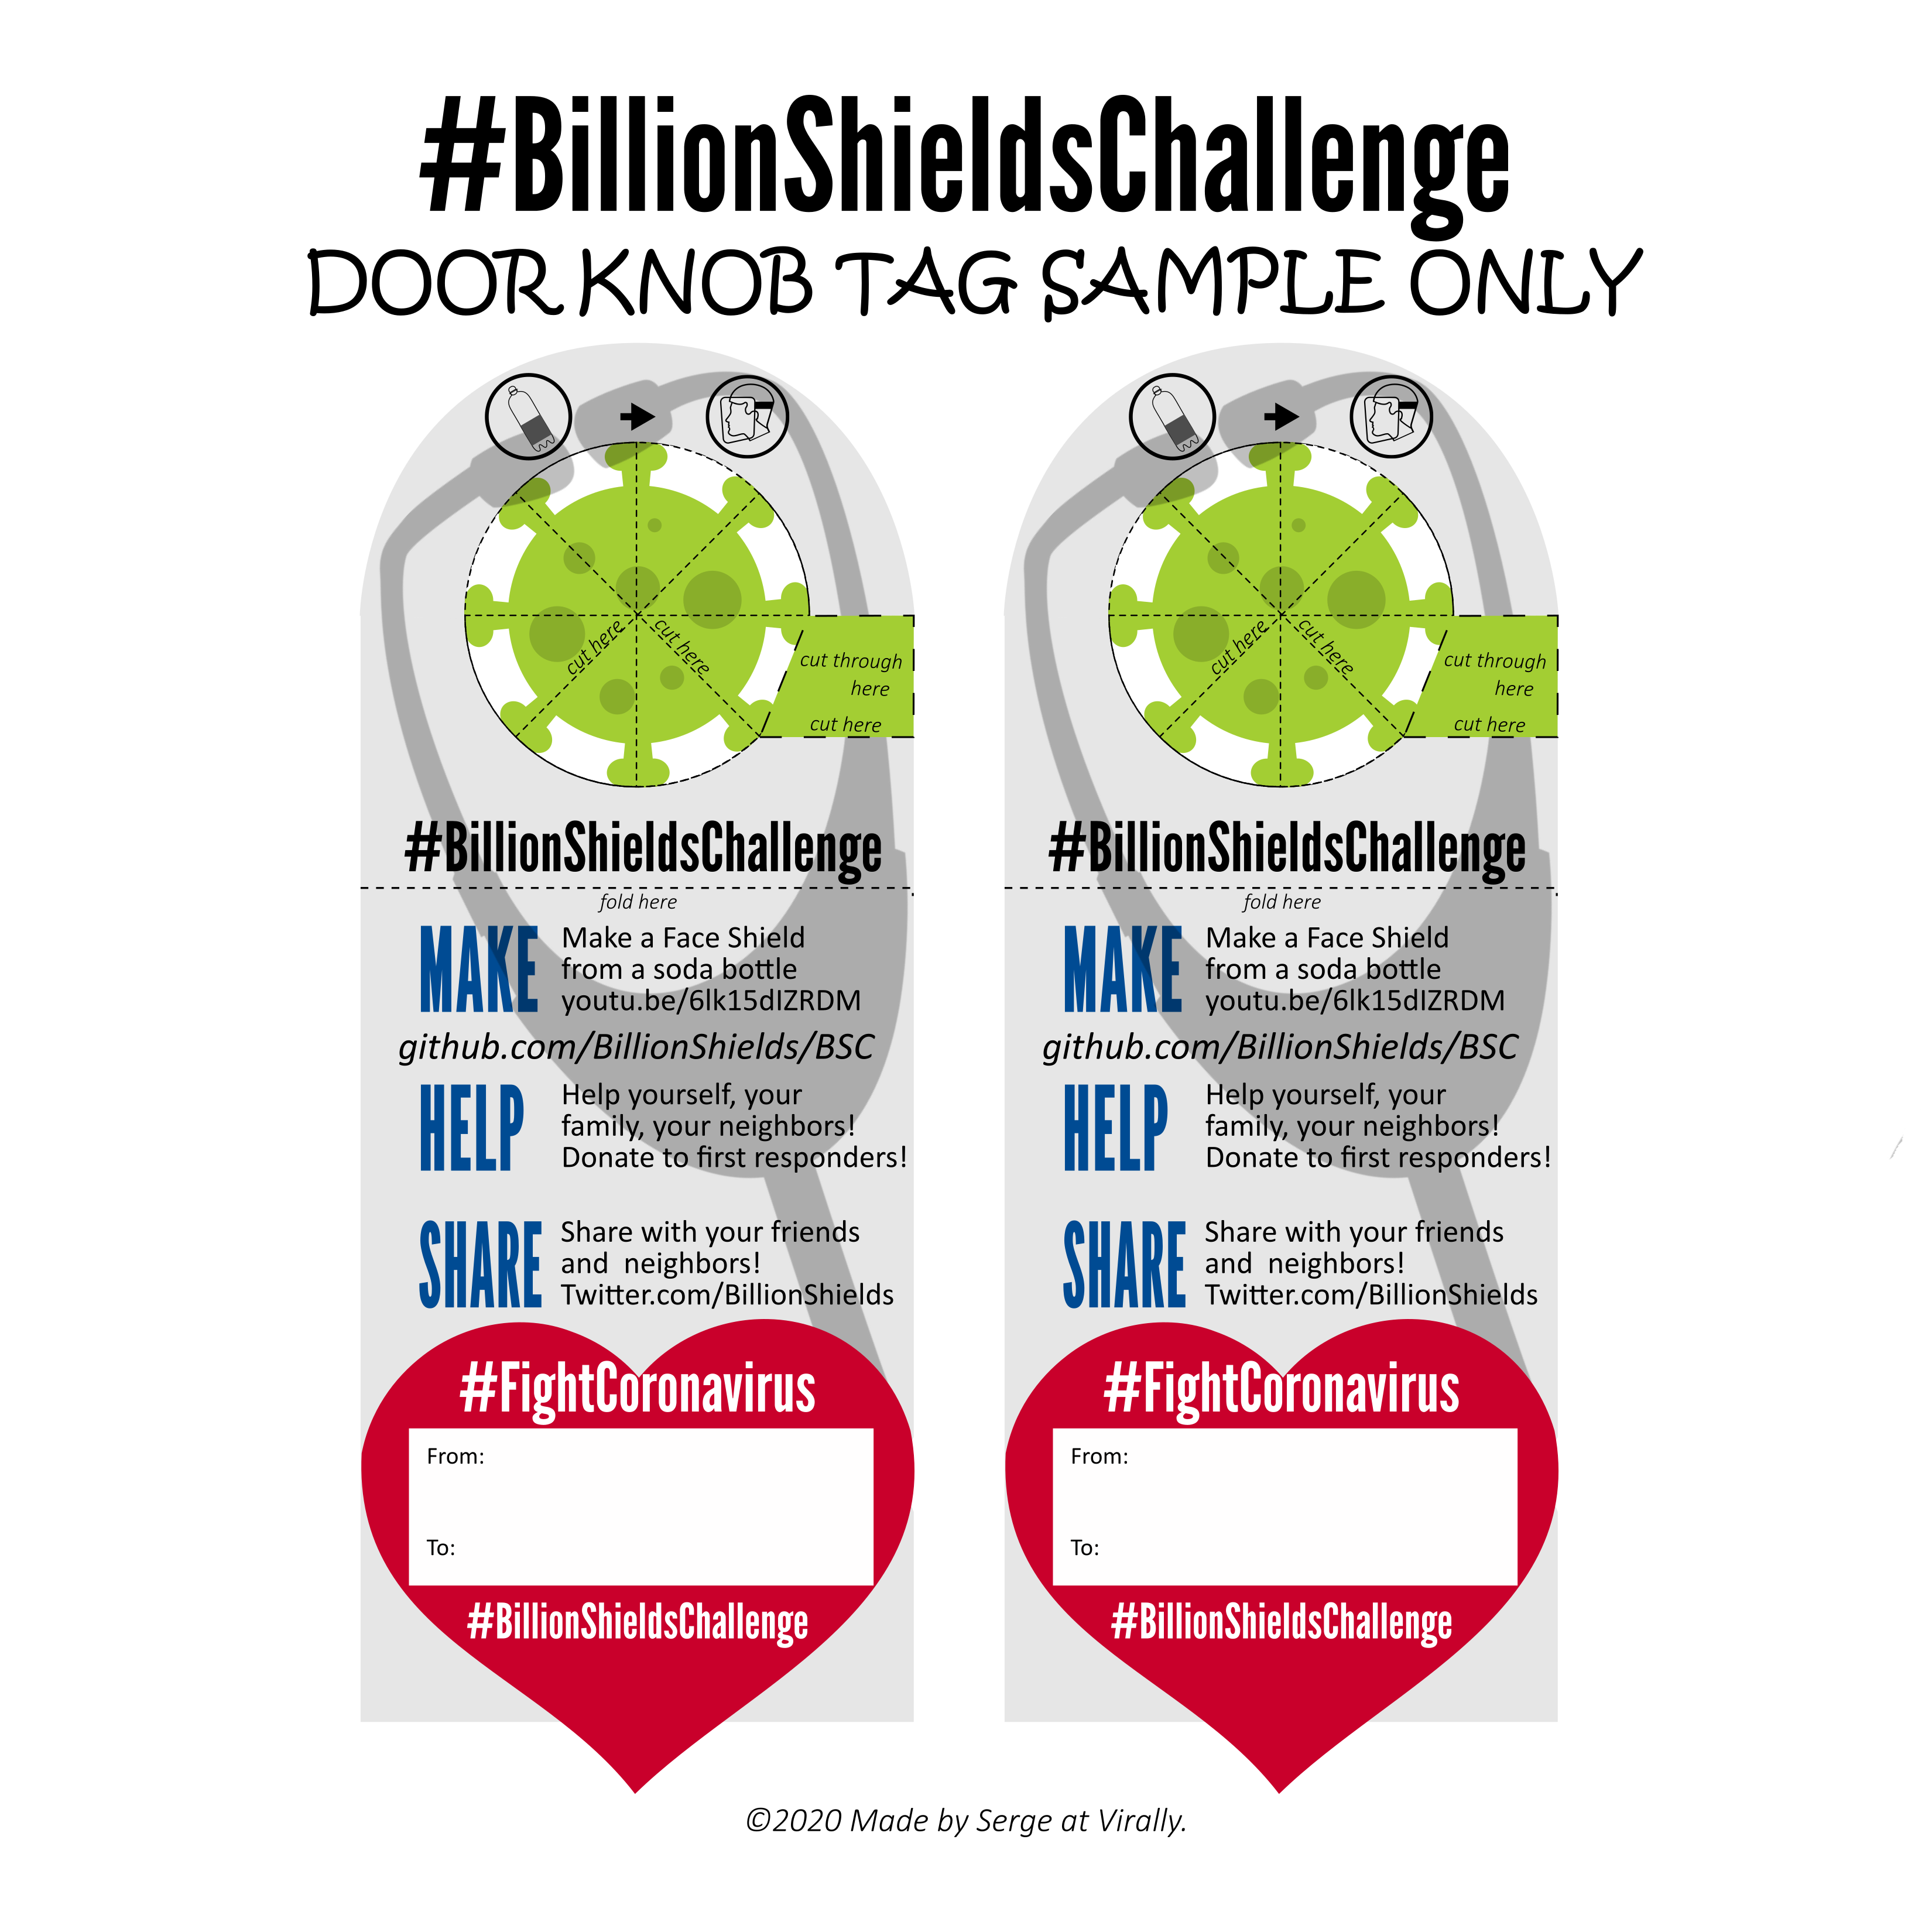 #BillionShieldsChallenge
DOOR KNOB TAG SAMPLE ONLY
cut here
cut here
cut through
here
cut here
#BillionShieldsChallenge
fold here
MAKE
Make a Face Shield
from a soda bottle
youtu.be/6lk15dIZRDM
github.com/BillionShields/BSC
HELP
Help yourself, your
family, your neighbors!
Donate to first responders!
SHARE
Share with your friends
and  neighbors!
Twitter.com/BillionShields
#FightCoronavirus
From:
To:
#BillionShieldsChallenge
cut here
cut here
cut through
here
cut here
#BillionShieldsChallenge
fold here
MAKE
Make a Face Shield
from a soda bottle
youtu.be/6lk15dIZRDM
github.com/BillionShields/BSC
HELP
Help yourself, your
family, your neighbors!
Donate to first responders!
SHARE
Share with your friends
and  neighbors!
Twitter.com/BillionShields
#FightCoronavirus
From:
To:
#BillionShieldsChallenge
©2020 Made by Serge at Virally.